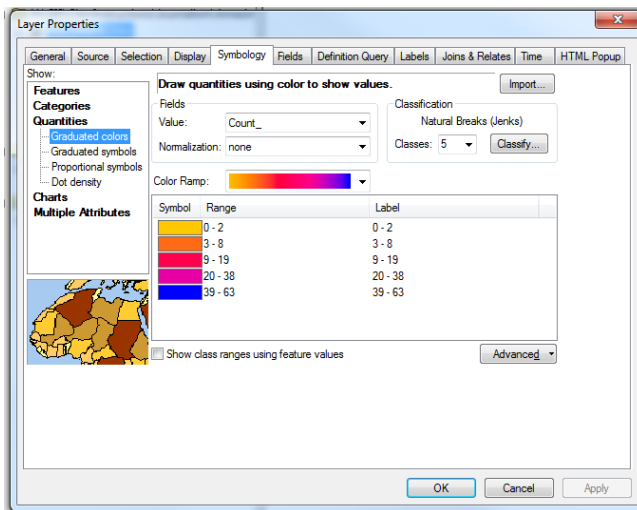 Layer Properties
General Source Selection Display Symbology Fields Definition Query Labels Joins & Relates Time HTML Popup
Show:
Features
Categories
Quantities
Graduated colors
Graduated symbols
Proportional symbols
Dot density
Charts
Multiple Attributes
Draw quantities using color to show values.
Import...
Fields
Value: Count_
Normalization: none
Classification
Natural Breaks (Jenks)
Classes: 5 Classify...
Color Ramp:
Symbol Range Label
0 - 2 0 - 2
3 - 8 3 - 8
9 - 19 9 - 19
20 - 38 20 - 38
39 - 63 39 - 63
Show class ranges using feature values
Advanced
OK Cancel Apply